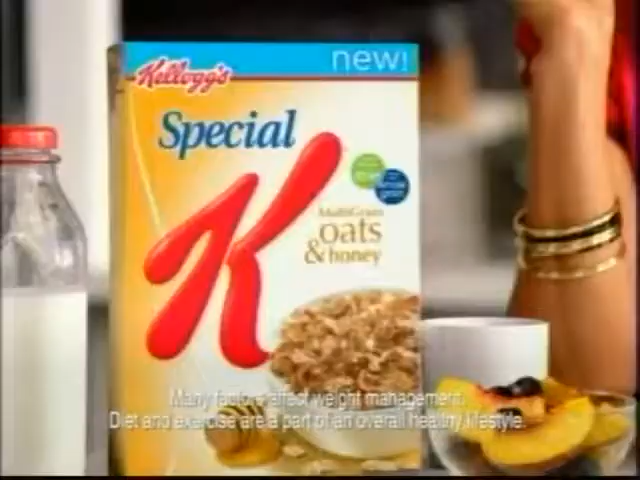 new!
Kellogg's
Special
K
MultiGrain
oats
& honey
Many factors affect weight management.
Diet and exercise are a part of an overall healthy lifestyle.